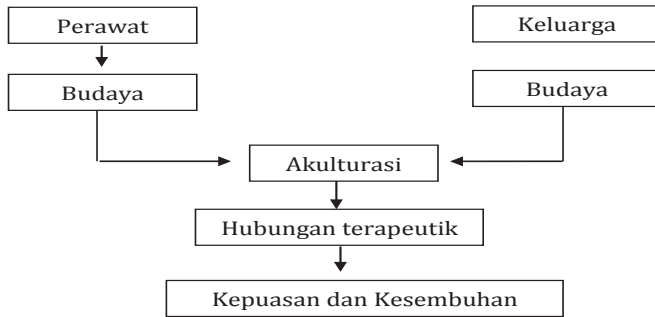 Perawat
Keluarga
Budaya
Budaya
Akulturasi
Hubungan terapeutik
Kepuasan dan Kesembuhan